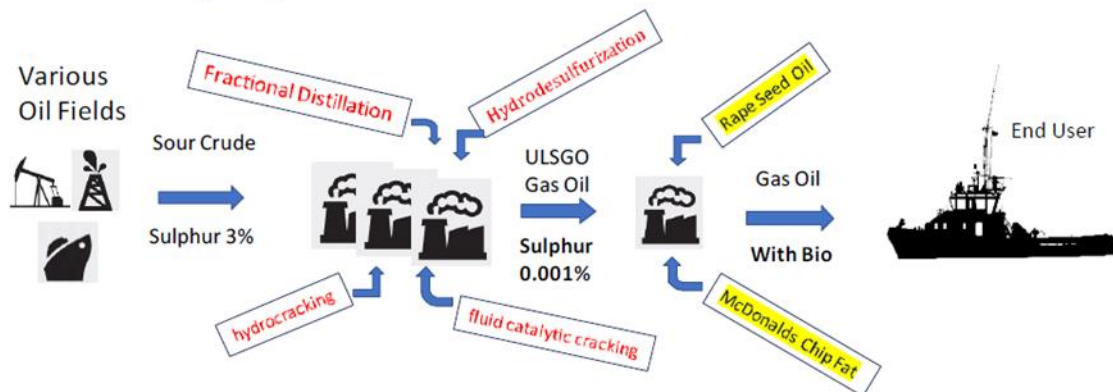 Various
Oil Fields
Sour Crude
Sulphur 3%
Fractional Distillation
Hydrodesulfurization
hydrocracking
fluid catalytic cracking
ULSGO
Gas Oil
Sulphur
0.001%
Rape Seed Oil
McDonalds Chip Fat
Gas Oil
With Bio
End User